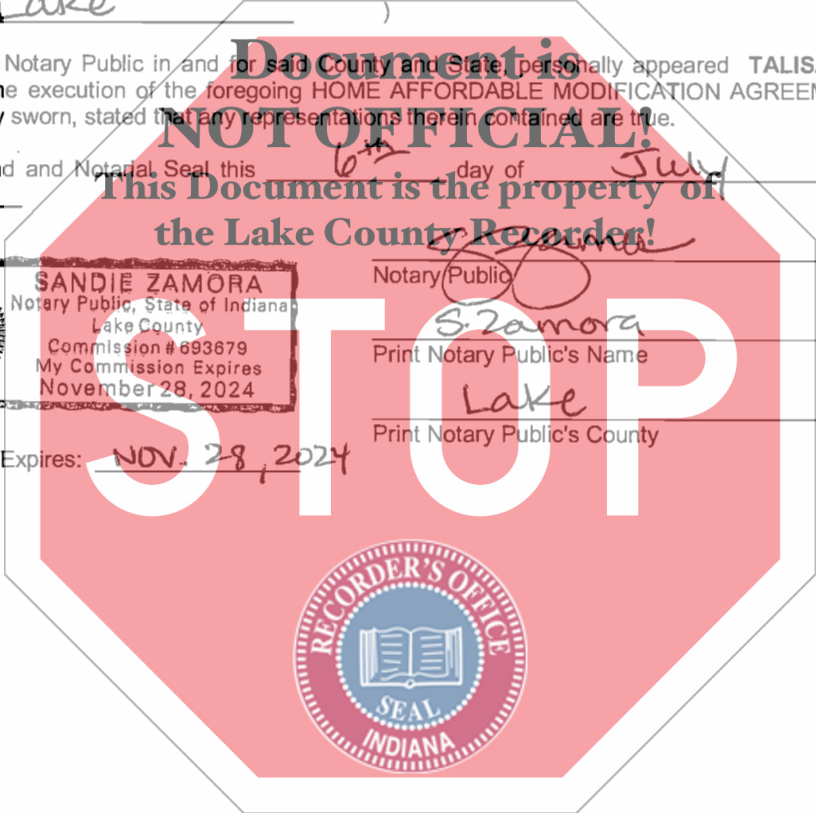 Lake )
Notary Public in and for said County and State, personally appeared TALISA
e execution of the foregoing HOME AFFORDABLE MODIFICATION AGREEM
y sworn, stated that any representations therein contained are true.
d and Notarial Seal this 6th day of July
Document is
NOT OFFICIAL!
This Document is the property of
the Lake County Recorder!
SANDIE ZAMORA
Notary Public, State of Indiana
Lake County
Commission # 693679
My Commission Expires
November 28, 2024
Notary Public
S. Zamora
Print Notary Public's Name
Lake
Print Notary Public's County
Expires: NOV. 28, 2024
STOP
RECORDER'S OFFICE
SEAL
INDIANA